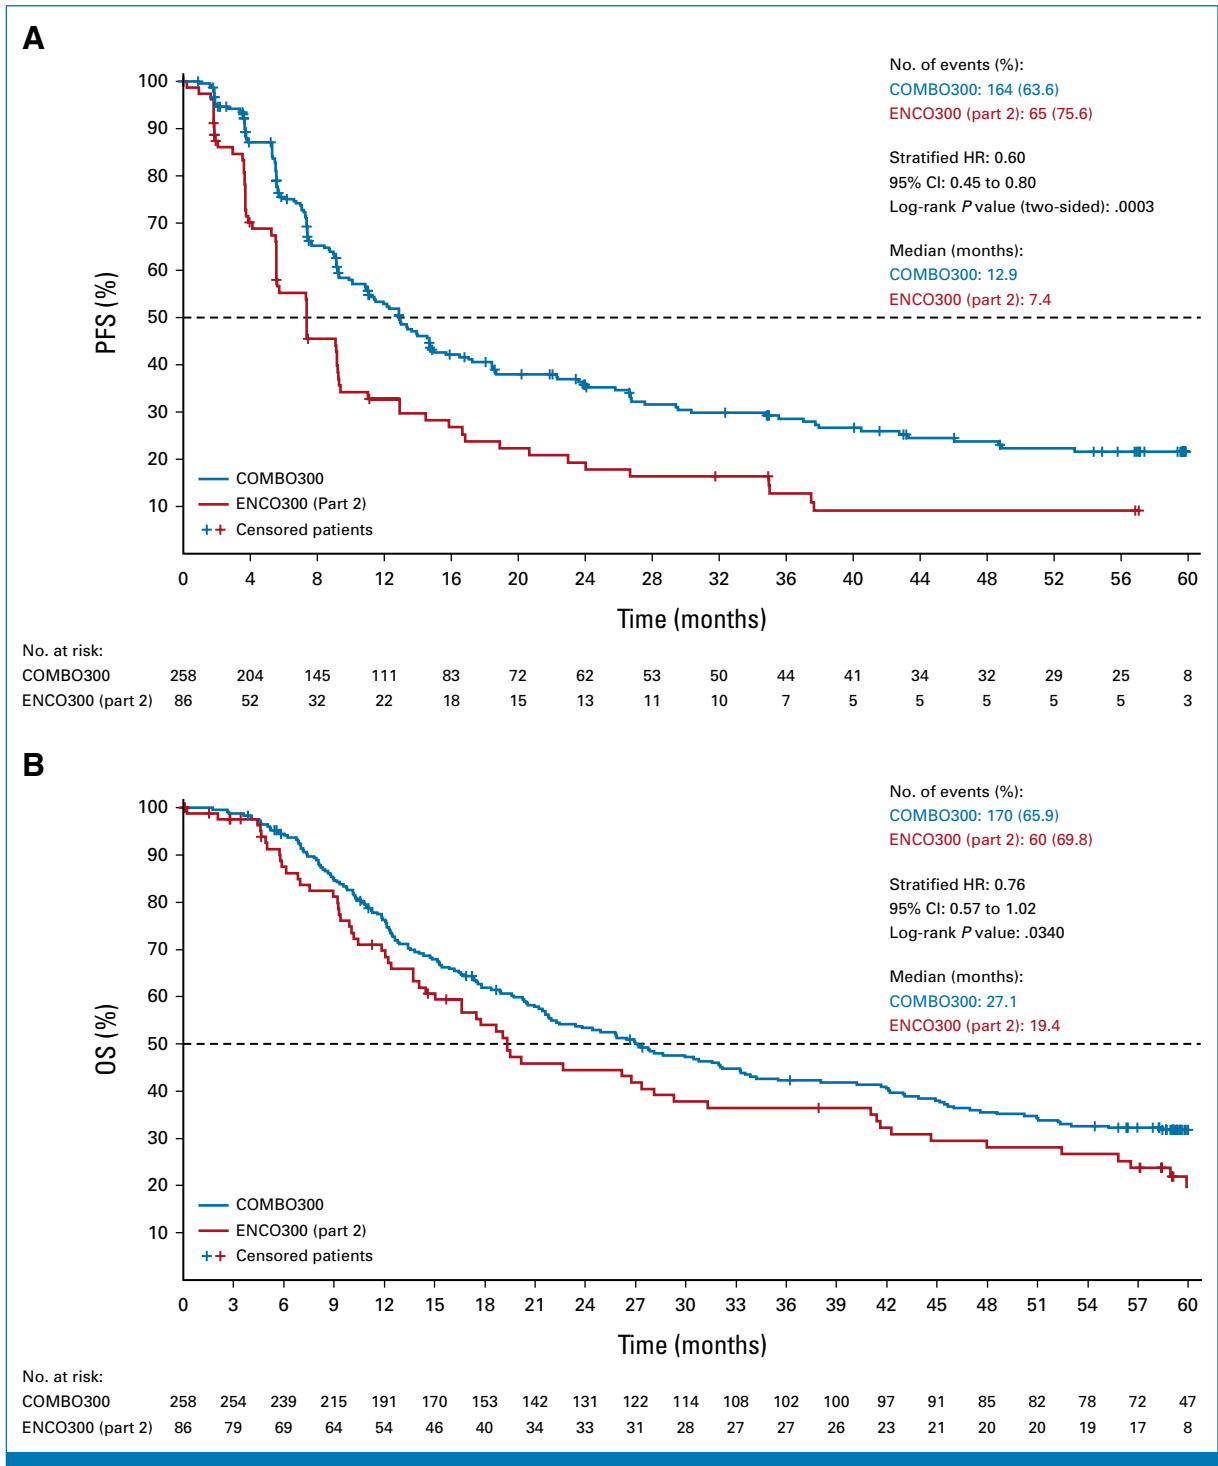 A
No. of events (%):
COMBO300: 164 (63.6)
ENCO300 (part 2): 65 (75.6)
Stratified HR: 0.60
95% CI: 0.45 to 0.80
Log-rank P value (two-sided): .0003
Median (months):
COMBO300: 12.9
ENCO300 (part 2): 7.4
100
90
80
70
60
50
40
30
20
10
PFS (%)
COMBO300
ENCO300 (Part 2)
Censored patients
0 4 8 12 16 20 24 28 32 36 40 44 48 52 56 60
Time (months)
No. at risk:
COMBO300 258 204 145 111 83 72 62 53 50 44 41 34 32 29 25 8
ENCO300 (part 2) 86 52 32 22 18 15 13 11 10 7 5 5 5 5 5 3
B
No. of events (%):
COMBO300: 170 (65.9)
ENCO300 (part 2): 60 (69.8)
Stratified HR: 0.76
95% CI: 0.57 to 1.02
Log-rank P value: .0340
Median (months):
COMBO300: 27.1
ENCO300 (part 2): 19.4
100
90
80
70
60
50
40
30
20
10
OS (%)
COMBO300
ENCO300 (part 2)
Censored patients
0 3 6 9 12 15 18 21 24 27 30 33 36 39 42 45 48 51 54 57 60
Time (months)
No. at risk:
COMBO300 258 254 239 215 191 170 153 142 131 122 114 108 102 100 97 91 85 82 78 72 47
ENCO300 (part 2) 86 79 69 64 54 46 40 34 33 31 28 27 27 26 23 21 20 20 19 17 8